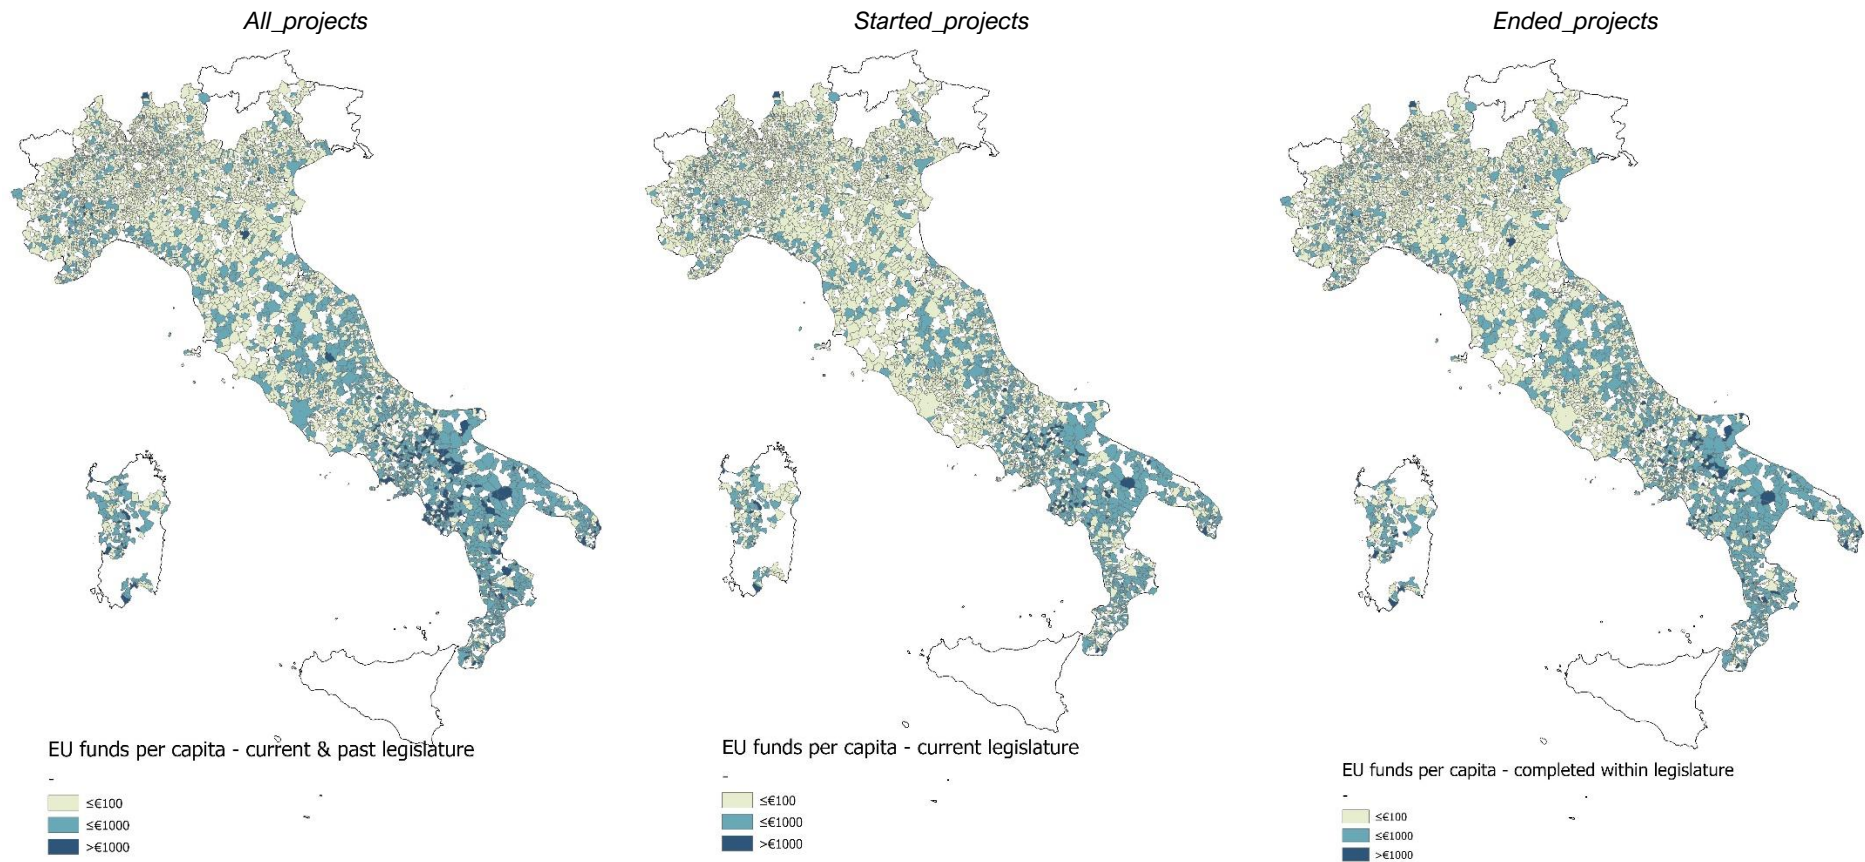 All_projects
Started_projects
Ended_projects
EU funds per capita - current & past legislature
≤€100
≤€1000
>€1000
EU funds per capita - current legislature
≤€100
≤€1000
>€1000
EU funds per capita - completed within legislature
≤€100
≤€1000
>€1000